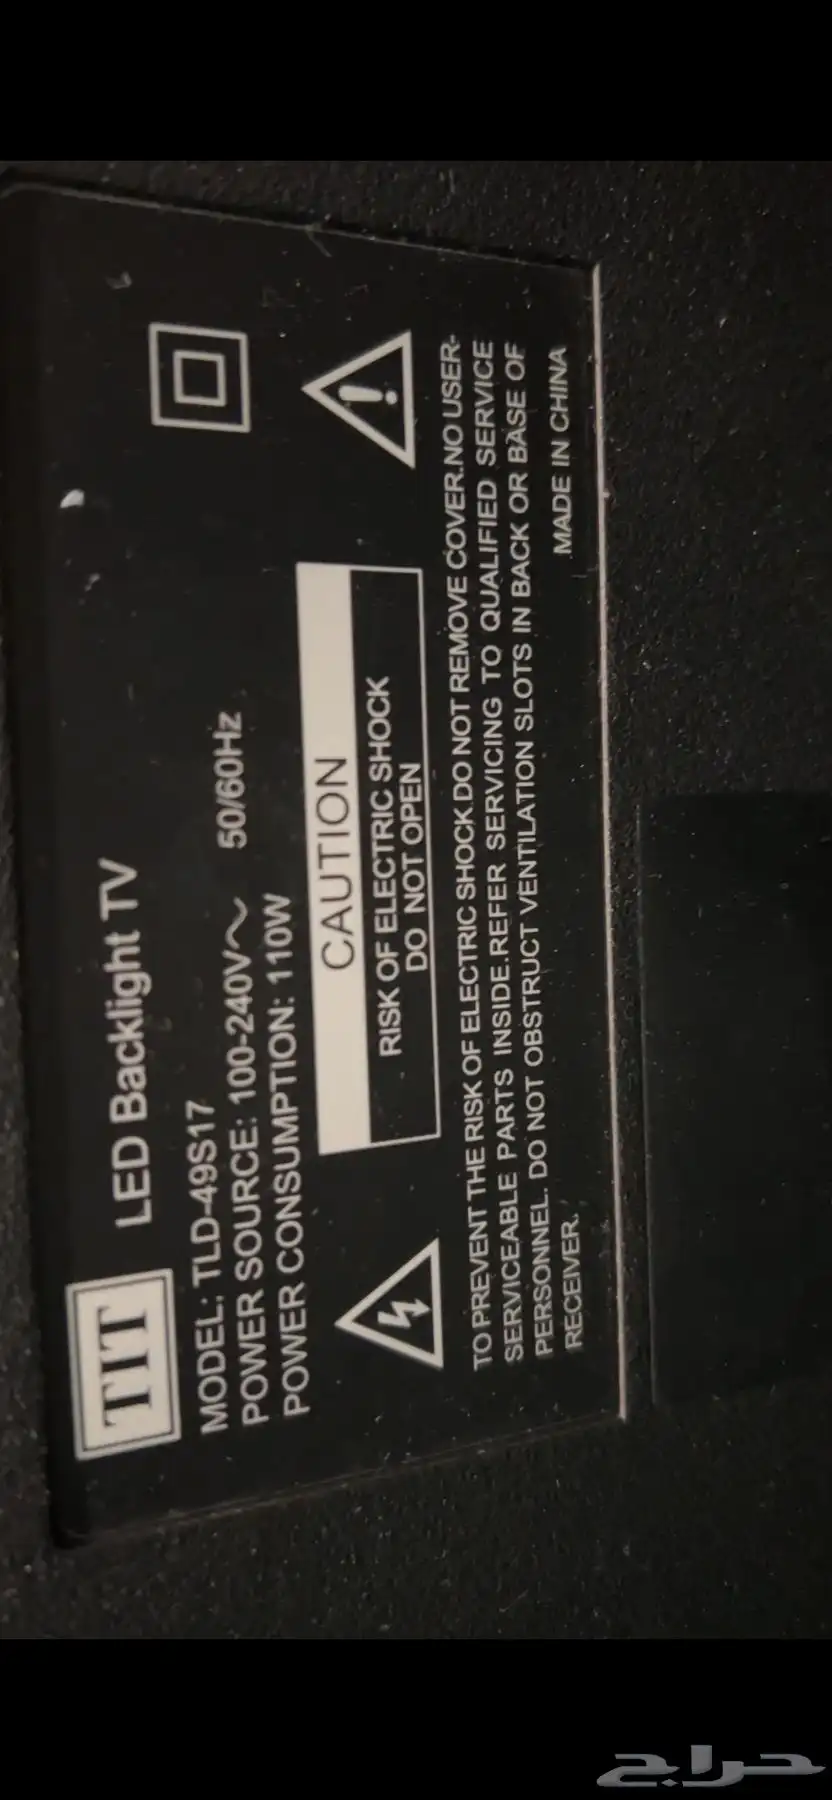 TIT LED Backlight TV
MODEL: TLD-49S17
POWER SOURCE: 100-240V～ 50/60Hz
POWER CONSUMPTION: 110W
CAUTION
RISK OF ELECTRIC SHOCK
DO NOT OPEN
TO PREVENT THE RISK OF ELECTRIC SHOCK.DO NOT REMOVE COVER.NO USER-
SERVICEABLE PARTS INSIDE.REFER SERVICING TO QUALIFIED SERVICE
PERSONNEL. DO NOT OBSTRUCT VENTILATION SLOTS IN BACK OR BASE OF
RECEIVER.
MADE IN CHINA
حراج